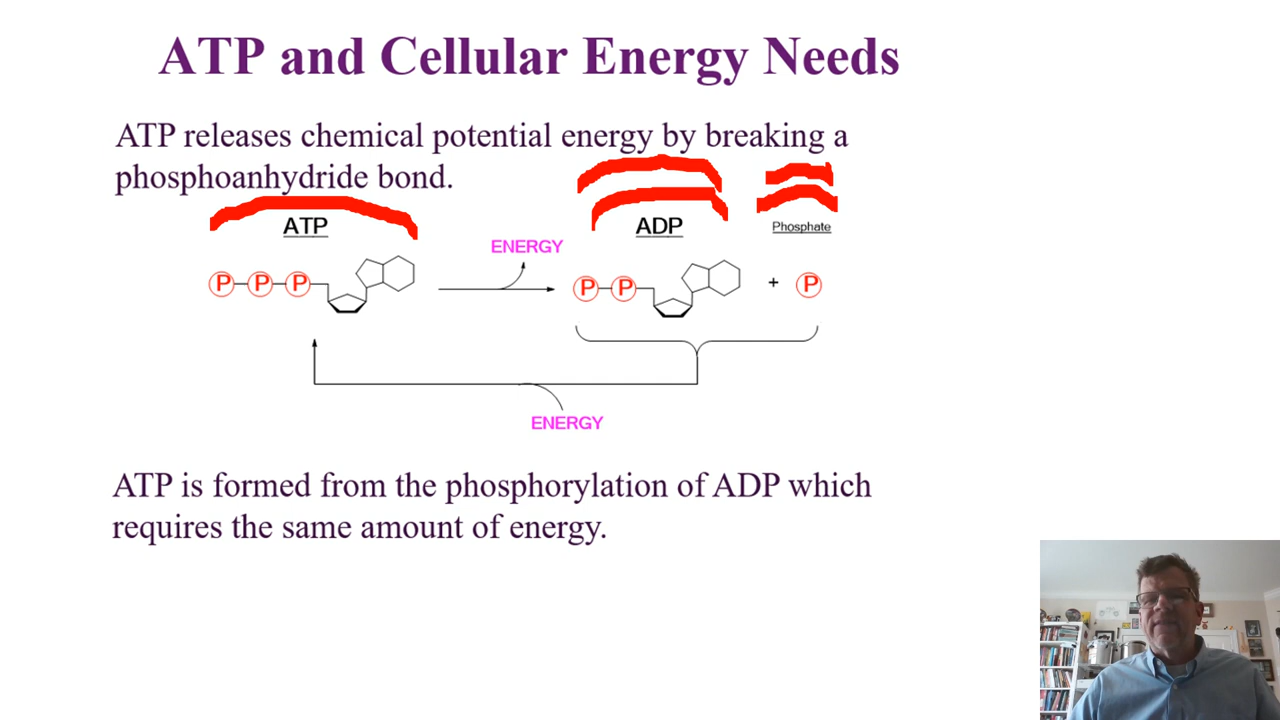 ATP and Cellular Energy Needs
ATP releases chemical potential energy by breaking a
phosphoanhydride bond.
ATP
ADP
Phosphate
ENERGY
P P P
P P + P
ENERGY
ATP is formed from the phosphorylation of ADP which
requires the same amount of energy.